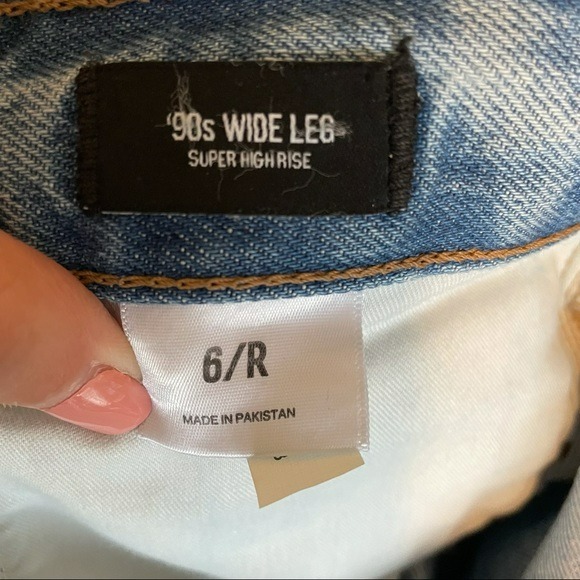 '90s WIDE LEG
SUPER HIGH RISE
6/R
MADE IN PAKISTAN